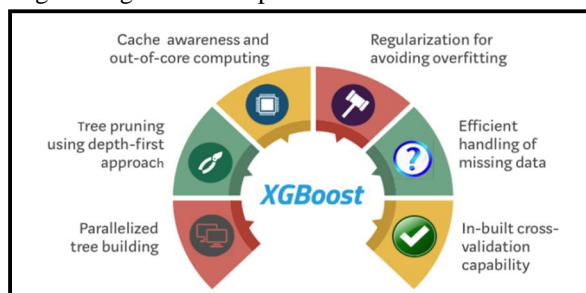 Cache awareness and
out-of-core computing
Regularization for
avoiding overfitting
Tree pruning
using depth-first
approach
Efficient
handling of
missing data
XGBoost
Parallelized
tree building
In-built cross-
validation
capability